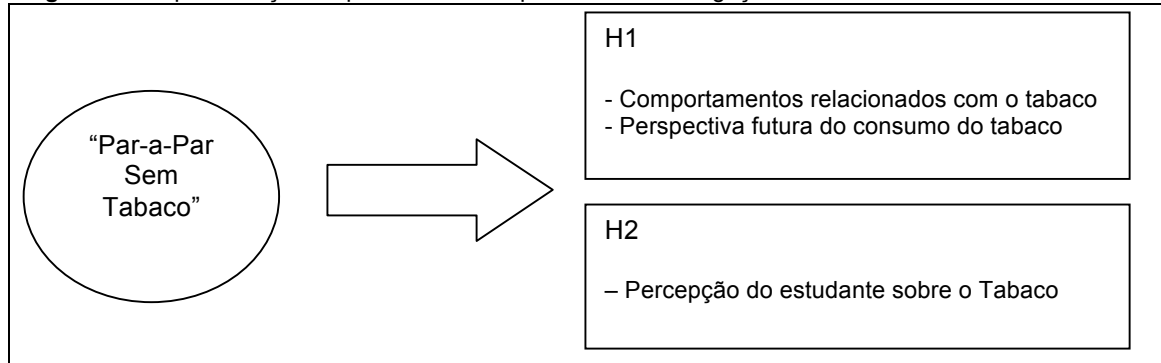 “Par-a-Par
Sem
Tabaco”
H1
- Comportamentos relacionados com o tabaco
- Perspectiva futura do consumo do tabaco
H2
– Percepção do estudante sobre o Tabaco